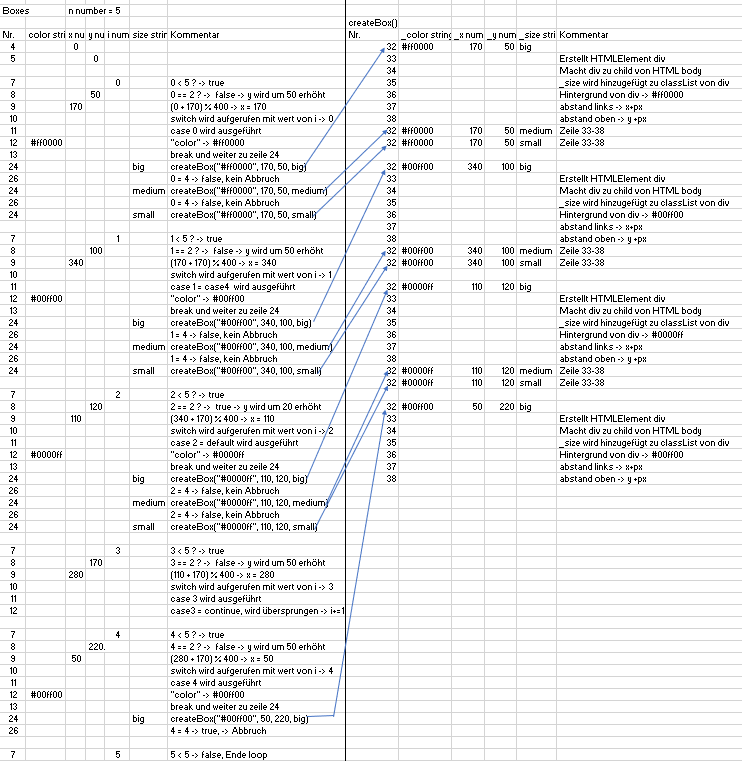 Boxes n number = 5
createBox()
Nr. color stri x nu y nu i num size strin Kommentar Nr. _color string _x num _y num _size stri Kommentar
4 0 32 #ff0000 170 50 big
5 0 33 Erstellt HTMLElement div
34 Macht div zu child von HTML body
7 0 0 < 5 ? -> true 35 _size wird hinzugefügt zu classList von div
8 50 0 == 2 ? -> false -> y wird um 50 erhöht 36 Hintergrund von div -> #ff0000
9 170 (0 + 170) % 400 -> x = 170 37 abstand links -> x+px
10 switch wird aufgerufen mit wert von i -> 0 38 abstand oben -> y +px
11 case 0 wird ausgeführt 32 #ff0000 170 50 medium Zeile 33-38
12 #ff0000 "color" -> #ff0000 32 #ff0000 170 50 small Zeile 33-38
13 break und weiter zu zeile 24
24 big createBox("#ff0000", 170, 50, big) 32 #00ff00 340 100 big
26 0 = 4 -> false, kein Abbruch 33 Erstellt HTMLElement div
24 medium createBox("#ff0000", 170, 50, medium) 34 Macht div zu child von HTML body
26 0 = 4 -> false, kein Abbruch 35 _size wird hinzugefügt zu classList von div
24 small createBox("#ff0000", 170, 50, small) 36 Hintergrund von div -> #00ff00
37 abstand links -> x+px
7 1 1 < 5 ? -> true 38 abstand oben -> y +px
8 100 1 == 2 ? -> false -> y wird um 50 erhöht 32 #00ff00 340 100 medium Zeile 33-38
9 340 (170 + 170) % 400 -> x = 340 32 #00ff00 340 100 small Zeile 33-38
10 switch wird aufgerufen mit wert von i -> 1
11 case 1 = case4 wird ausgeführt 32 #0000ff 110 120 big
12 #00ff00 "color" -> #00ff00 33 Erstellt HTMLElement div
13 break und weiter zu zeile 24 34 Macht div zu child von HTML body
24 big createBox("#00ff00", 340, 100, big) 35 _size wird hinzugefügt zu classList von div
26 1 = 4 -> false, kein Abbruch 36 Hintergrund von div -> #0000ff
24 medium createBox("#00ff00", 340, 100, medium) 37 abstand links -> x+px
26 1 = 4 -> false, kein Abbruch 38 abstand oben -> y +px
24 small createBox("#00ff00", 340, 100, small) 32 #0000ff 110 120 medium Zeile 33-38
32 #0000ff 110 120 small Zeile 33-38
7 2 2 < 5 ? -> true
8 120 2 == 2 ? -> true -> y wird um 20 erhöht 32 #00ff00 50 220 big
9 110 (340 + 170) % 400 -> x = 110 33 Erstellt HTMLElement div
10 switch wird aufgerufen mit wert von i -> 2 34 Macht div zu child von HTML body
11 case 2 = default wird ausgeführt 35 _size wird hinzugefügt zu classList von div
12 #0000ff "color" -> #0000ff 36 Hintergrund von div -> #00ff00
13 break und weiter zu zeile 24 37 abstand links -> x+px
24 big createBox("#0000ff", 110, 120, big) 38 abstand oben -> y +px
26 2 = 4 -> false, kein Abbruch
24 medium createBox("#0000ff", 110, 120, medium)
26 2 = 4 -> false, kein Abbruch
24 small createBox("#0000ff", 110, 120, small)
7 3 3 < 5 ? -> true
8 170 3 == 2 ? -> false -> y wird um 50 erhöht
9 280 (110 + 170) % 400 -> x = 280
10 switch wird aufgerufen mit wert von i -> 3
11 case 3 wird ausgeführt
12 case3 = continue, wird übersprungen -> i+=1
7 4 4 < 5 ? -> true
8 220. 4 == 2 ? -> false -> y wird um 50 erhöht
9 50 (280 + 170) % 400 -> x = 50
10 switch wird aufgerufen mit wert von i -> 4
11 case 4 wird ausgeführt
12 #00ff00 "color" -> #00ff00
13 break und weiter zu zeile 24
24 big createBox("#00ff00", 50, 220, big)
26 4 = 4 -> true, -> Abbruch
7 5 5 < 5 -> false, Ende loop